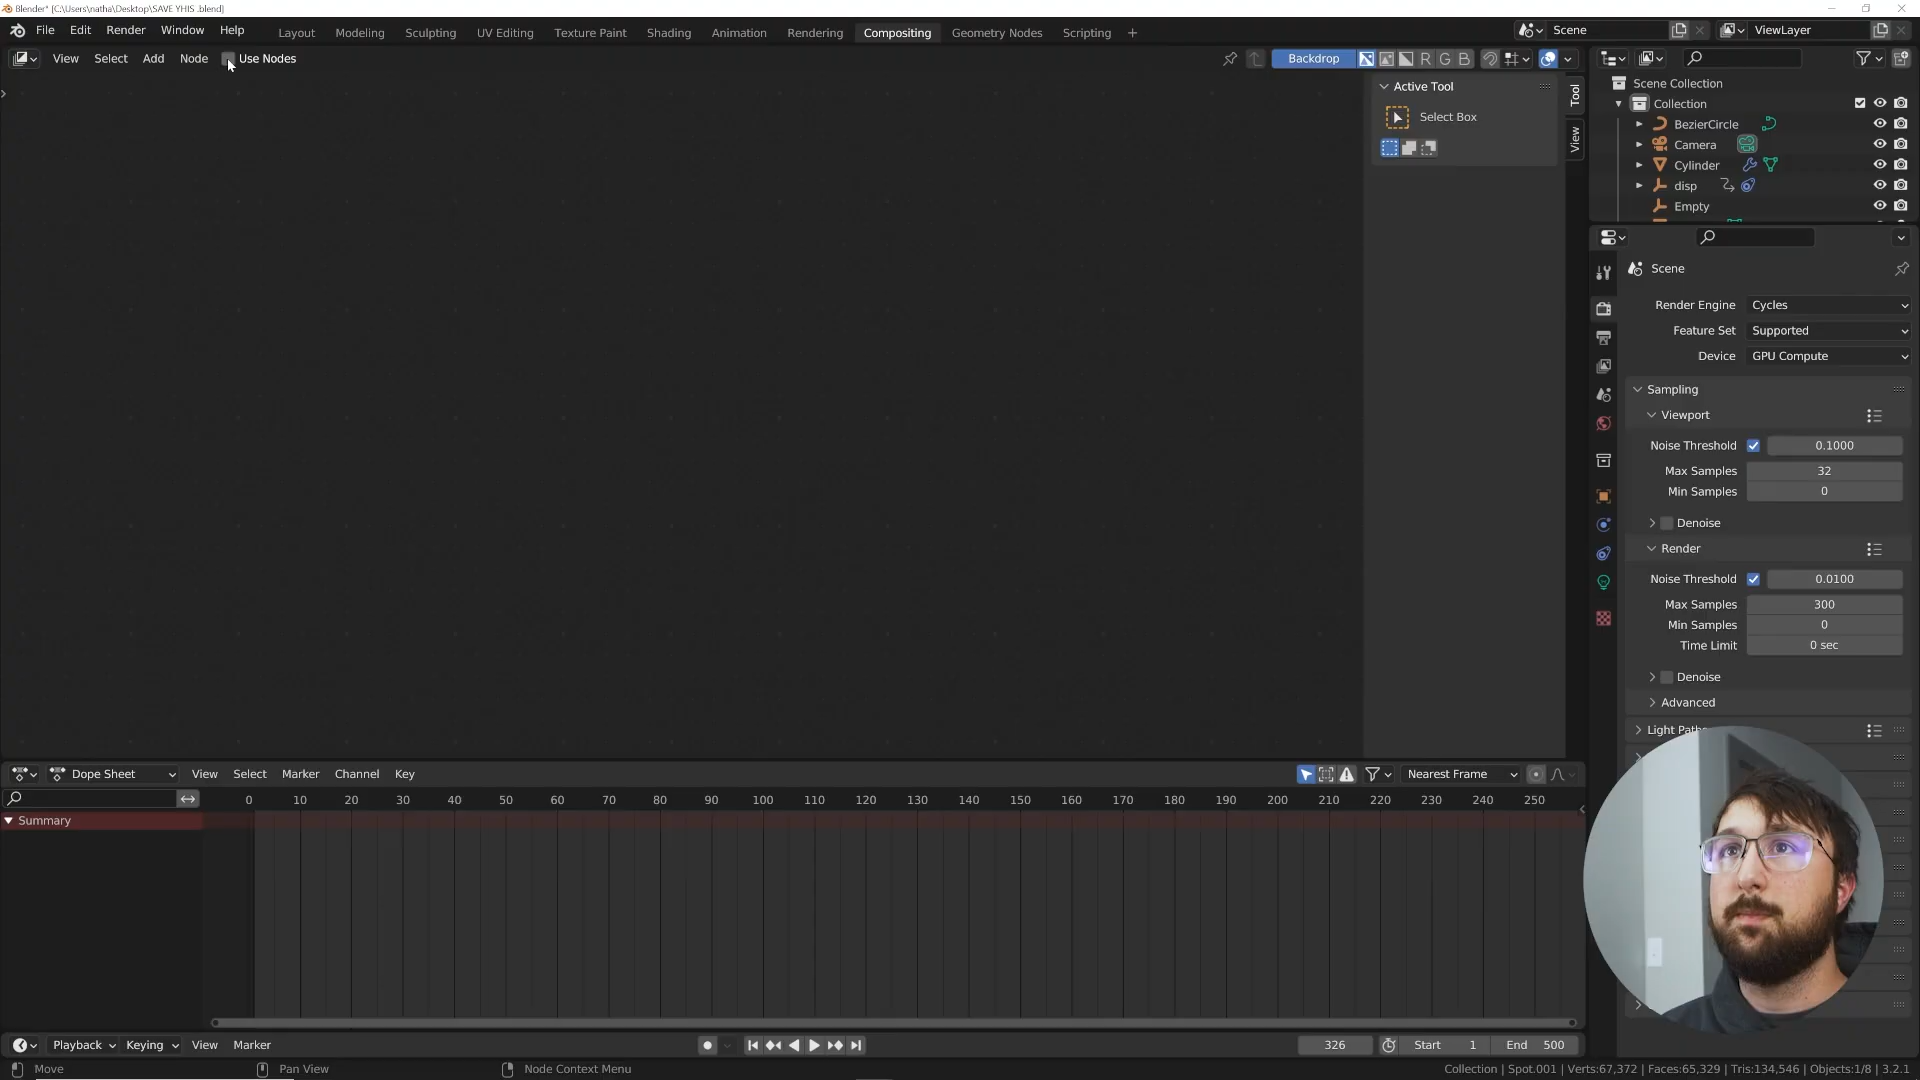 Blender* [C:\Users\natha\Desktop\SAVE YHIS .blend]
File Edit Render Window Help Layout Modeling Sculpting UV Editing Texture Paint Shading Animation Rendering Compositing Geometry Nodes Scripting + Scene ViewLayer
View Select Add Node Use Nodes Backdrop R G B
Active Tool
Select Box
Tool
View
Scene Collection
Collection
BezierCircle
Camera
Cylinder
disp
Empty
Scene
Render Engine Cycles
Feature Set Supported
Device GPU Compute
Sampling
Viewport
Noise Threshold 0.1000
Max Samples 32
Min Samples 0
Denoise
Render
Noise Threshold 0.0100
Max Samples 300
Min Samples 0
Time Limit 0 sec
Denoise
Advanced
Light Paths
Dope Sheet View Select Marker Channel Key Nearest Frame
0 10 20 30 40 50 60 70 80 90 100 110 120 130 140 150 160 170 180 190 200 210 220 230 240 250
Summary
Playback Keying View Marker 326 Start 1 End 500
Move Pan View Node Context Menu Collection | Spot.001 | Verts:67,372 | Faces:65,329 | Tris:134,546 | Objects:1/8 | 3.2.1